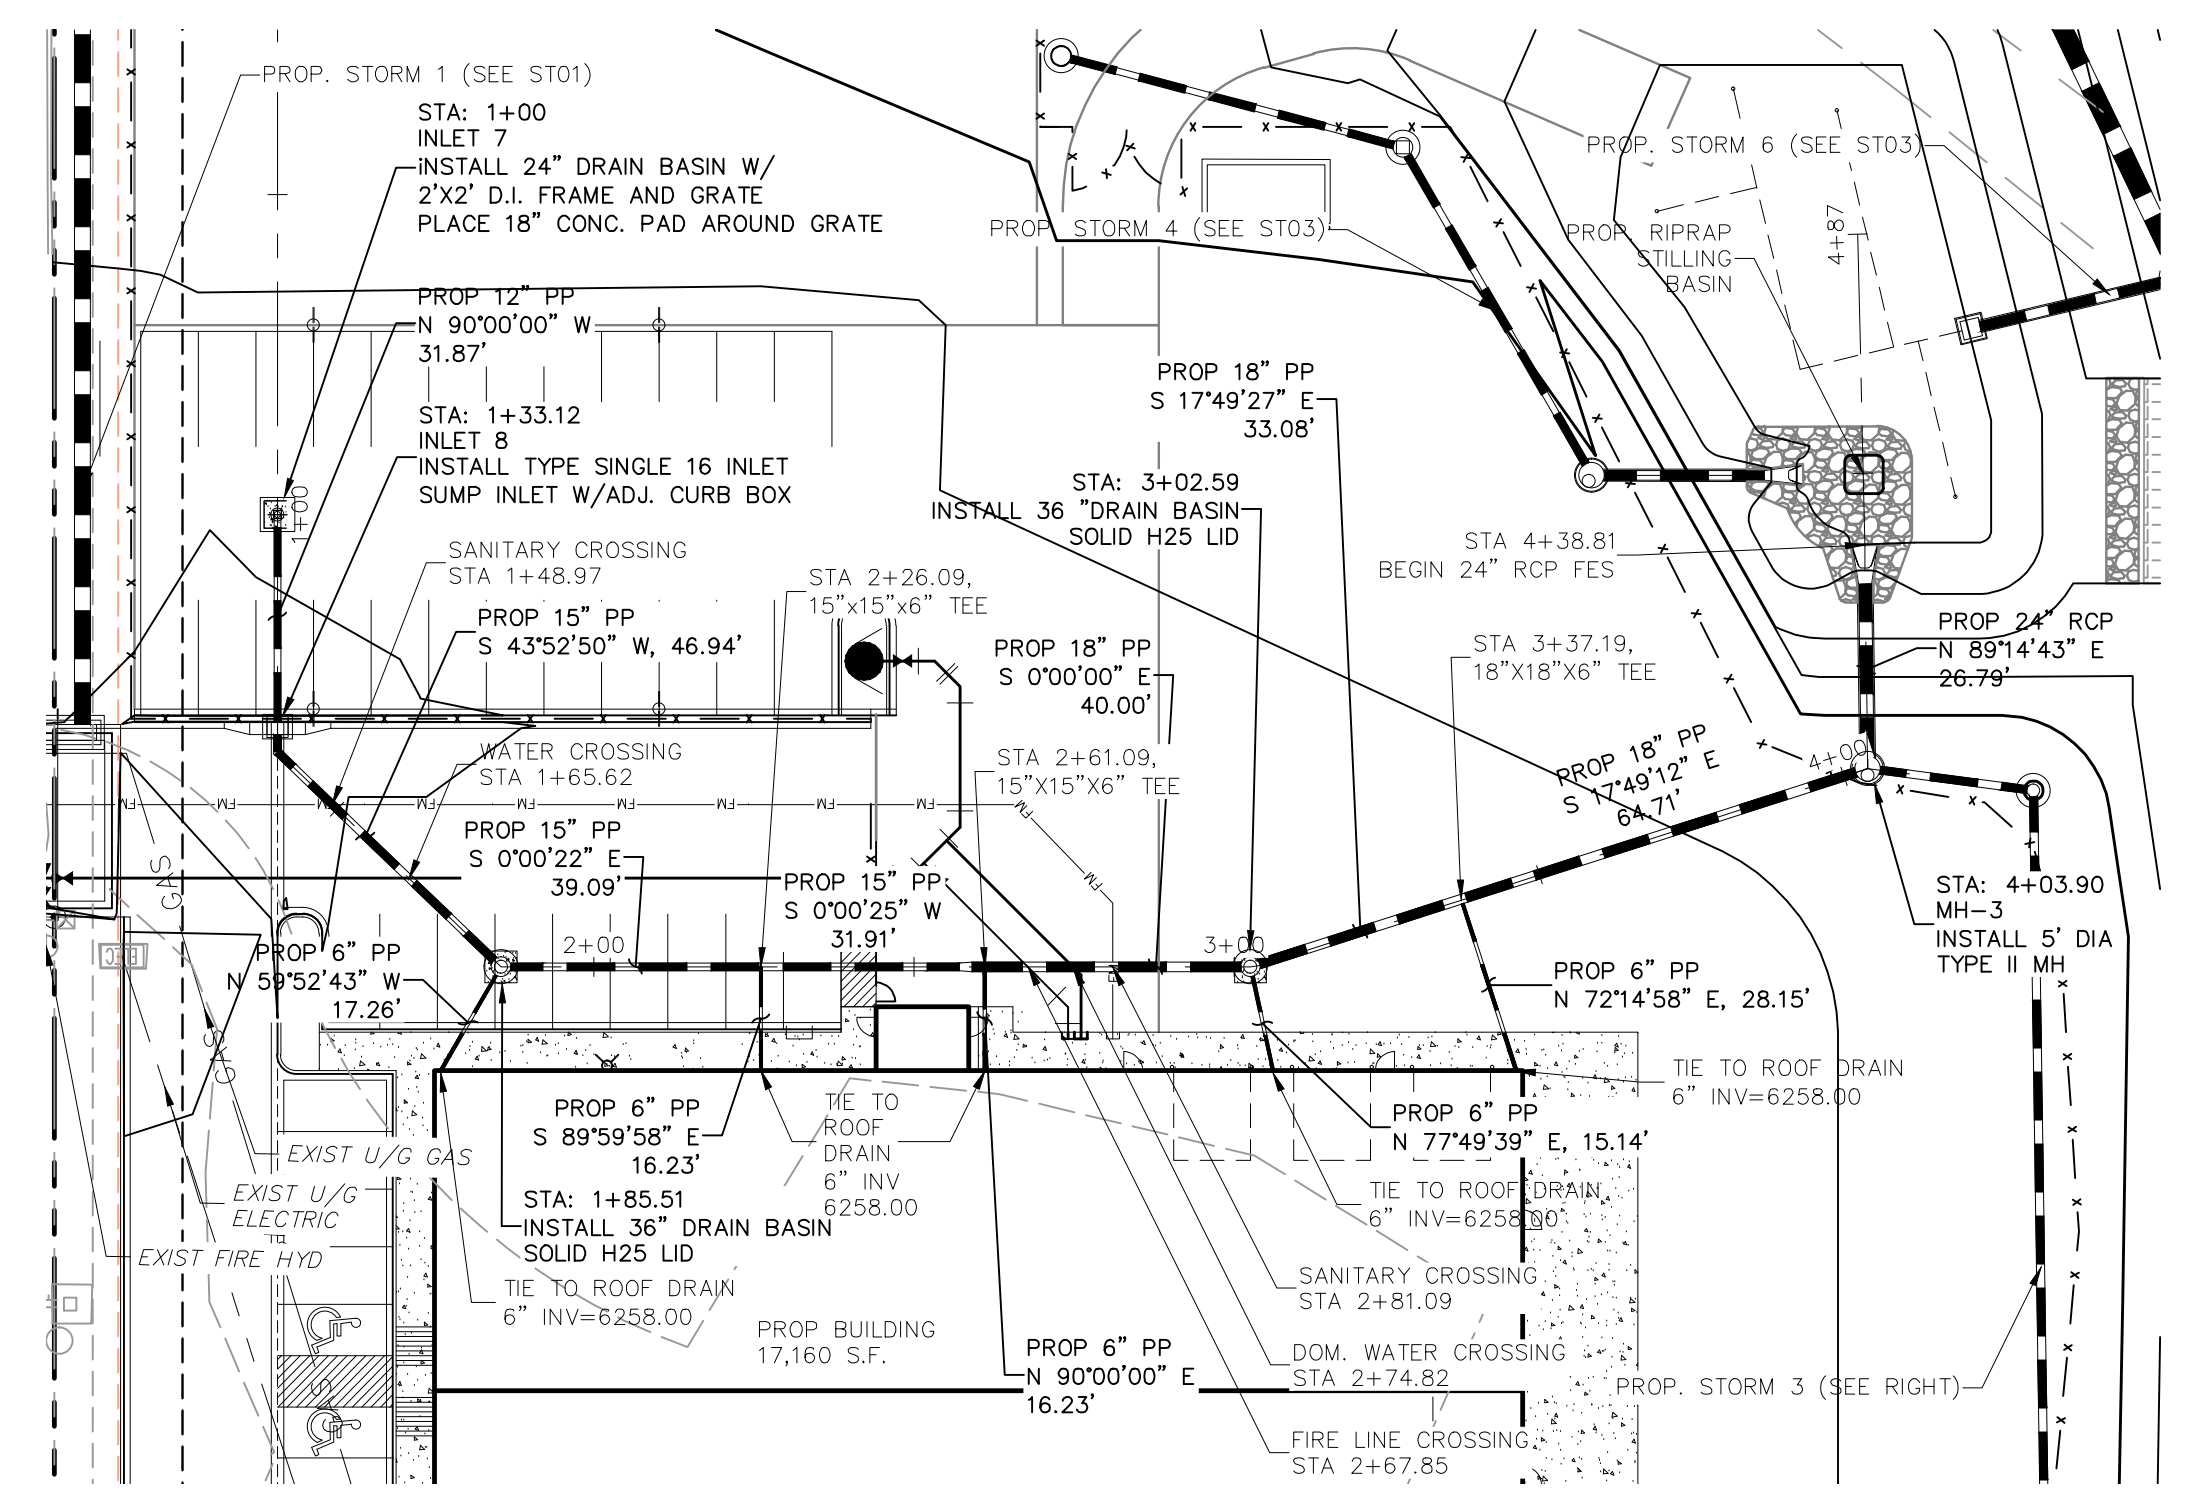 PROP. STORM 1 (SEE ST01)
STA: 1+00
INLET 7
INSTALL 24" DRAIN BASIN W/
2'X2' D.I. FRAME AND GRATE
PLACE 18" CONC. PAD AROUND GRATE
PROP 12" PP
N 90°00'00" W
31.87'
STA: 1+33.12
INLET 8
INSTALL TYPE SINGLE 16 INLET
SUMP INLET W/ADJ. CURB BOX
1+00
SANITARY CROSSING
STA 1+48.97
PROP 15" PP
S 43°52'50" W, 46.94'
WATER CROSSING
STA 1+65.62
STA 2+26.09,
15"x15"x6" TEE
PROP 15" PP
S 0°00'22" E
39.09'
PROP 15" PP
S 0°00'25" W
31.91'
PROP. STORM 4 (SEE ST03)
PROP. STORM 6 (SEE ST03)
PROP. RIPRAP
STILLING
BASIN
4+87
PROP 18" PP
S 17°49'27" E
33.08'
STA: 3+02.59
INSTALL 36 "DRAIN BASIN
SOLID H25 LID
STA 4+38.81
BEGIN 24" RCP FES
PROP 24" RCP
N 89°14'43" E
26.79'
PROP 18" PP
S 0°00'00" E
40.00'
STA 3+37.19,
18"X18"X6" TEE
STA 2+61.09,
15"X15"X6" TEE
PROP 18" PP
S 17°49'12" E
64.71'
4+00
STA: 4+03.90
MH-3
INSTALL 5' DIA
TYPE II MH
FM
FM
FM
FM
FM
FM
FM
FM
FM
FM
FM
GAS
ELEC
GAS
2+00
3+00
PROP 6" PP
N 59°52'43" W
17.26'
PROP 6" PP
N 72°14'58" E, 28.15'
TIE TO ROOF DRAIN
6" INV=6258.00
PROP 6" PP
S 89°59'58" E
16.23'
TIE TO
ROOF
DRAIN
6" INV
6258.00
PROP 6" PP
N 77°49'39" E, 15.14'
EXIST U/G GAS
EXIST U/G
ELECTRIC
EXIST FIRE HYD
STA: 1+85.51
INSTALL 36" DRAIN BASIN
SOLID H25 LID
TIE TO ROOF DRAIN
6" INV=6258.00
TIE TO ROOF DRAIN
6" INV=6258.00
PROP BUILDING
17,160 S.F.
PROP 6" PP
N 90°00'00" E
16.23'
SANITARY CROSSING
STA 2+81.09
DOM. WATER CROSSING
STA 2+74.82
FIRE LINE CROSSING
STA 2+67.85
PROP. STORM 3 (SEE RIGHT)